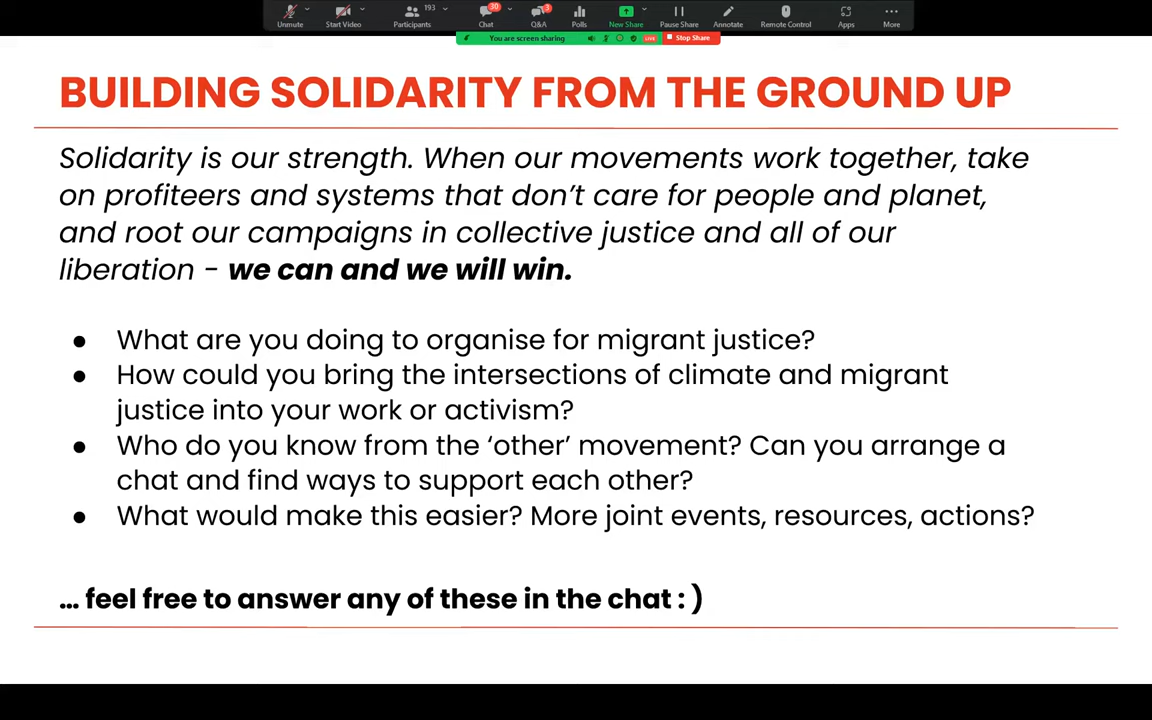 193 30 3
Unmute Start Video Participants Chat Q&A Polls New Share Pause Share Annotate Remote Control Apps More
You are screen sharing LIVE Stop Share
BUILDING SOLIDARITY FROM THE GROUND UP
Solidarity is our strength. When our movements work together, take
on profiteers and systems that don’t care for people and planet,
and root our campaigns in collective justice and all of our
liberation - we can and we will win.
● What are you doing to organise for migrant justice?
● How could you bring the intersections of climate and migrant
justice into your work or activism?
● Who do you know from the ‘other’ movement? Can you arrange a
chat and find ways to support each other?
● What would make this easier? More joint events, resources, actions?
… feel free to answer any of these in the chat : )